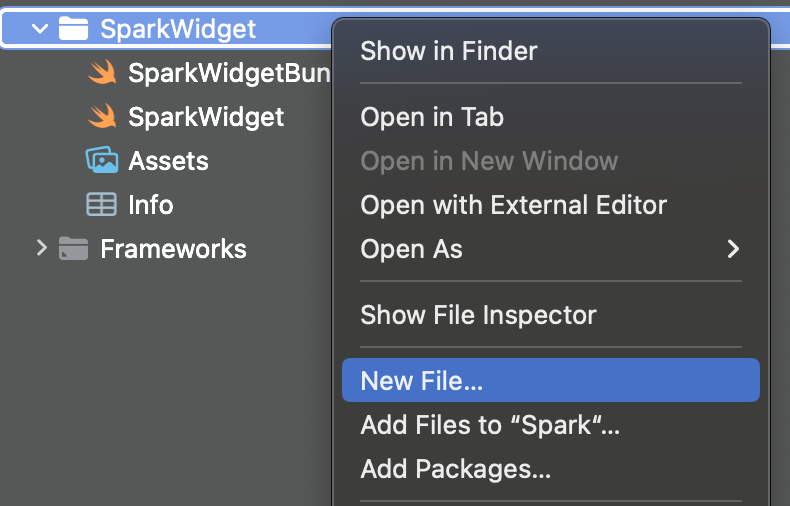 SparkWidget
SparkWidgetBun
SparkWidget
Assets
Info
Frameworks
Show in Finder
Open in Tab
Open in New Window
Open with External Editor
Open As
Show File Inspector
New File...
Add Files to “Spark“...
Add Packages...